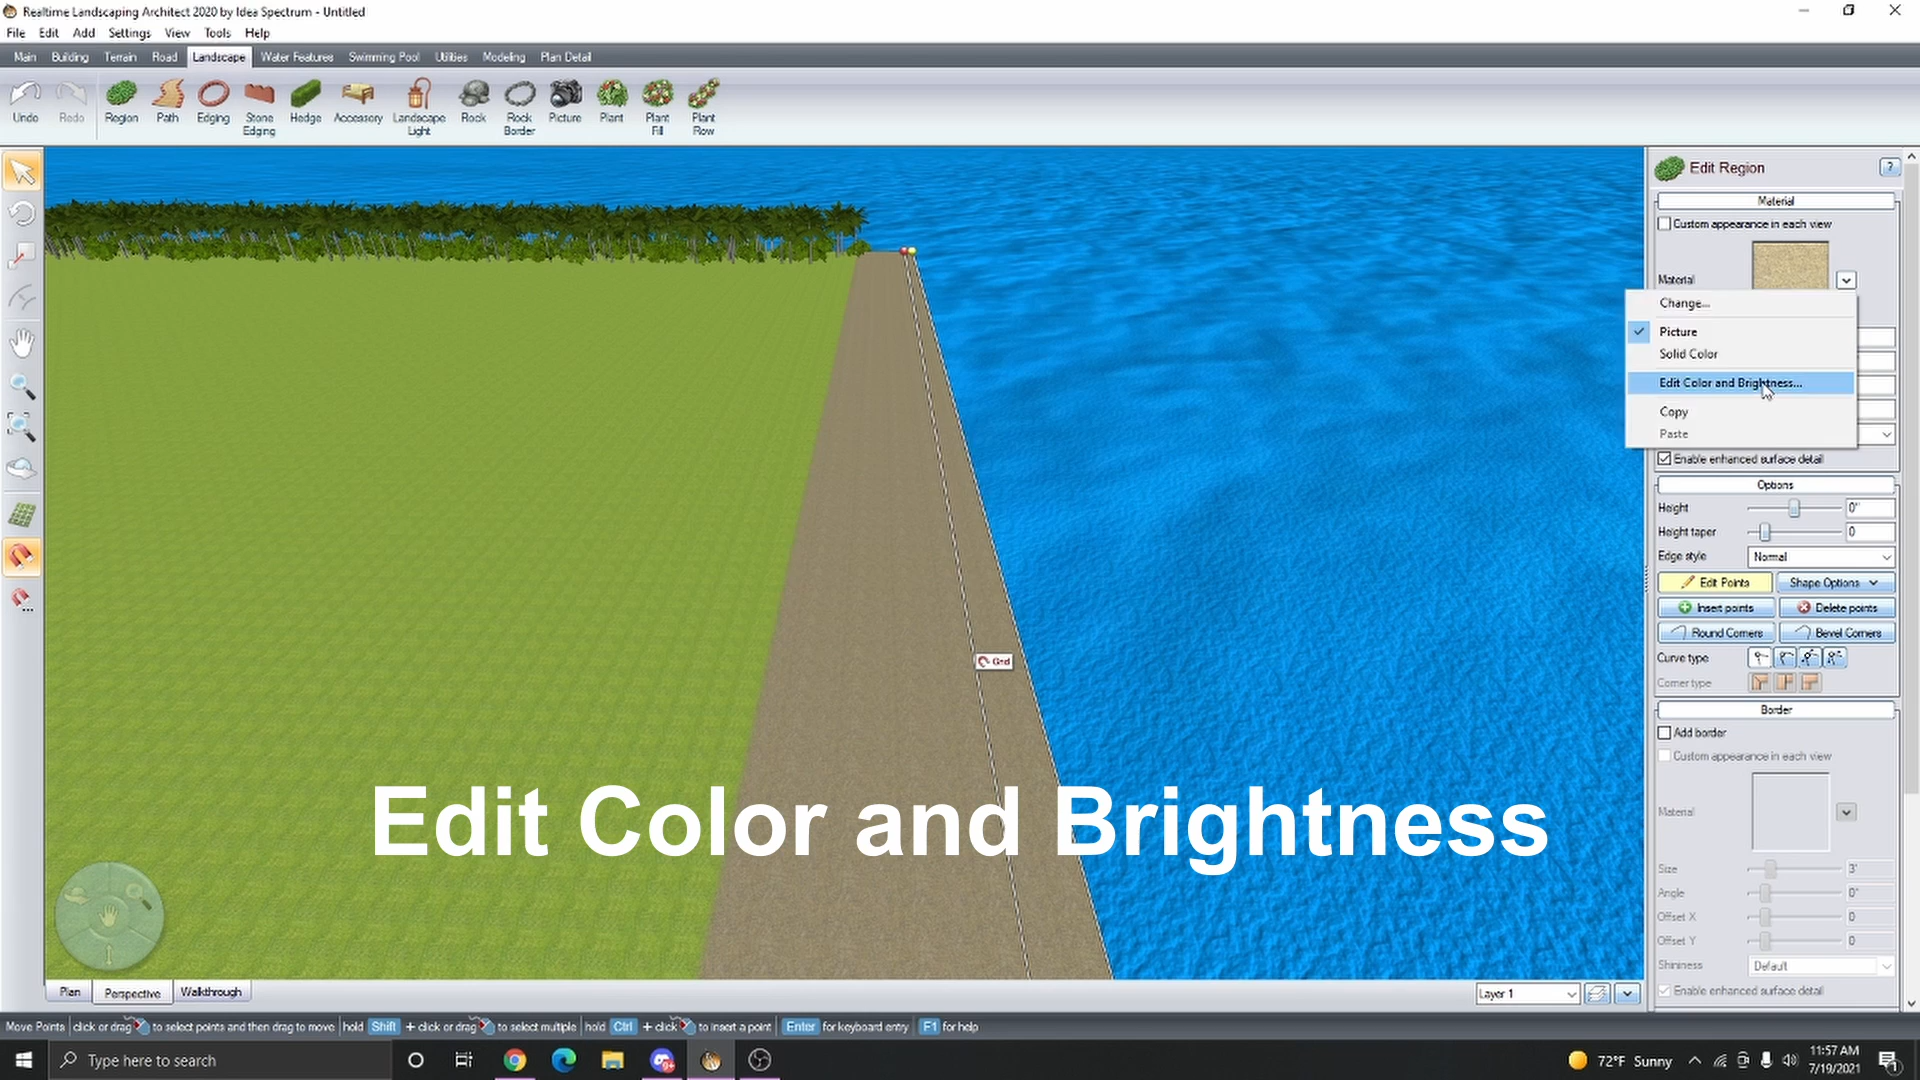 Realtime Landscaping Architect 2020 by Idea Spectrum - Untitled
File Edit Add Settings View Tools Help
Main Building Terrain Road Landscape Water Features Swimming Pool Utilities Modeling Plan Detail
Undo Redo Region Path Edging Stone Edging Hedge Accessory Landscape Light Rock Rock Border Picture Plant Plant Fill Plant Row
Edit Region ?
Material
Custom appearance in each view
Material
Change...
Picture
Solid Color
Edit Color and Brightness...
Copy
Paste
Enable enhanced surface detail
Options
Height 0"
Height taper 0
Edge style Normal
Edit Points Shape Options
Insert points Delete points
Round Corners Bevel Corners
Curve type
Corner type
Grid
Border
Add border
Custom appearance in each view
Material
Edit Color and Brightness
Size 3'
Angle 0°
Offset X 0
Offset Y 0
Shininess Default
Enable enhanced surface detail
Plan Perspective Walkthrough
Layer 1
Move Points click or drag to select points and then drag to move hold Shift + click or drag to select multiple hold Ctrl + click to insert a point Enter for keyboard entry F1 for help
Type here to search
72°F Sunny
11:57 AM
7/19/2021